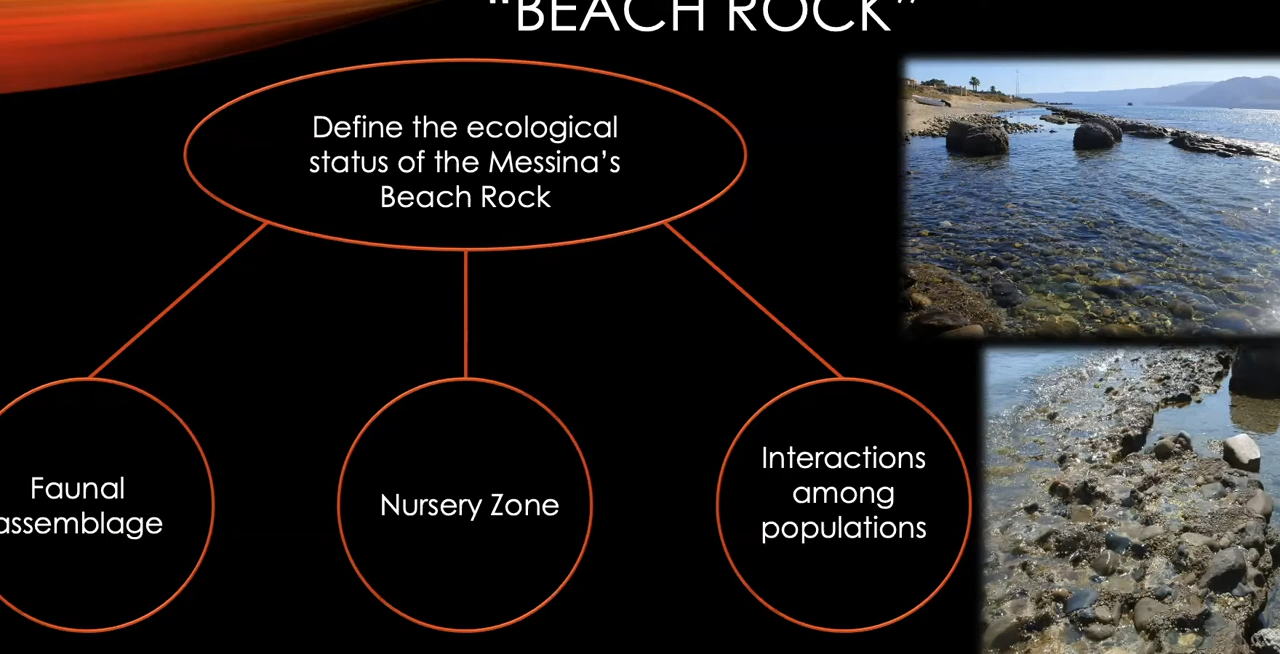 “BEACH ROCK”
Define the ecological
status of the Messina’s
Beach Rock
Faunal
assemblage
Nursery Zone
Interactions
among
populations